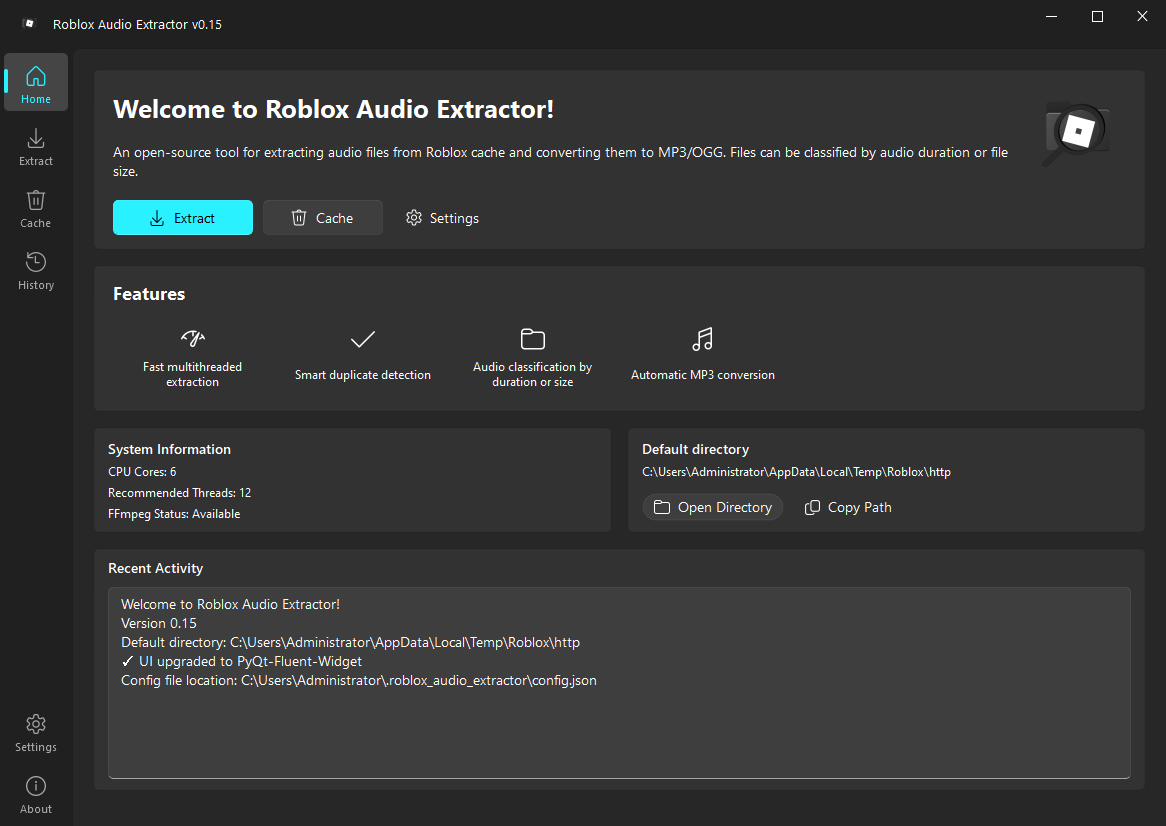 Roblox Audio Extractor v0.15
Home
Extract
Cache
History
Settings
About
Welcome to Roblox Audio Extractor!
An open-source tool for extracting audio files from Roblox cache and converting them to MP3/OGG. Files can be classified by audio duration or file
size.
Extract
Cache
Settings
Features
Fast multithreaded
extraction
Smart duplicate detection
Audio classification by
duration or size
Automatic MP3 conversion
System Information
CPU Cores: 6
Recommended Threads: 12
FFmpeg Status: Available
Default directory
C:\Users\Administrator\AppData\Local\Temp\Roblox\http
Open Directory
Copy Path
Recent Activity
Welcome to Roblox Audio Extractor!
Version 0.15
Default directory: C:\Users\Administrator\AppData\Local\Temp\Roblox\http
✓ UI upgraded to PyQt-Fluent-Widget
Config file location: C:\Users\Administrator\.roblox_audio_extractor\config.json